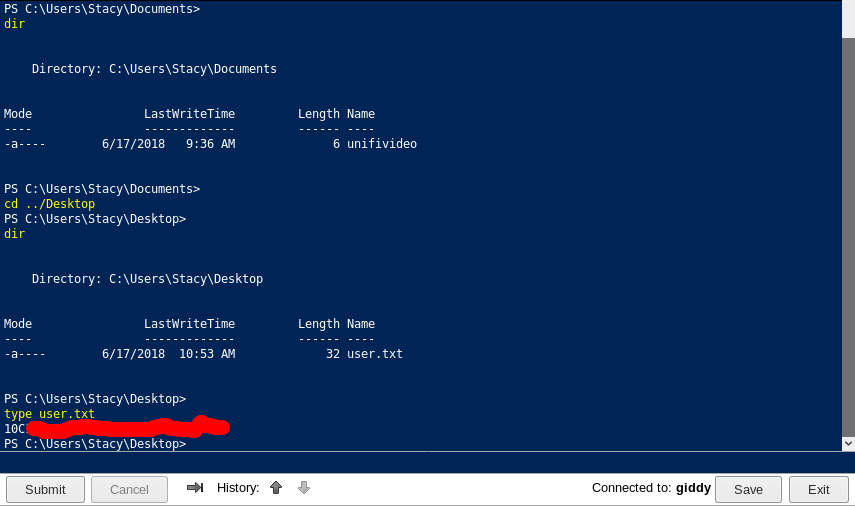 PS C:\Users\Stacy\Documents>
dir
Directory: C:\Users\Stacy\Documents
Mode LastWriteTime Length Name
---- ------------- ------ ----
-a---- 6/17/2018 9:36 AM 6 unifivideo
PS C:\Users\Stacy\Documents>
cd ../Desktop
PS C:\Users\Stacy\Desktop>
dir
Directory: C:\Users\Stacy\Desktop
Mode LastWriteTime Length Name
---- ------------- ------ ----
-a---- 6/17/2018 10:53 AM 32 user.txt
PS C:\Users\Stacy\Desktop>
type user.txt
10C
PS C:\Users\Stacy\Desktop>
Submit Cancel History: Connected to: giddy Save Exit